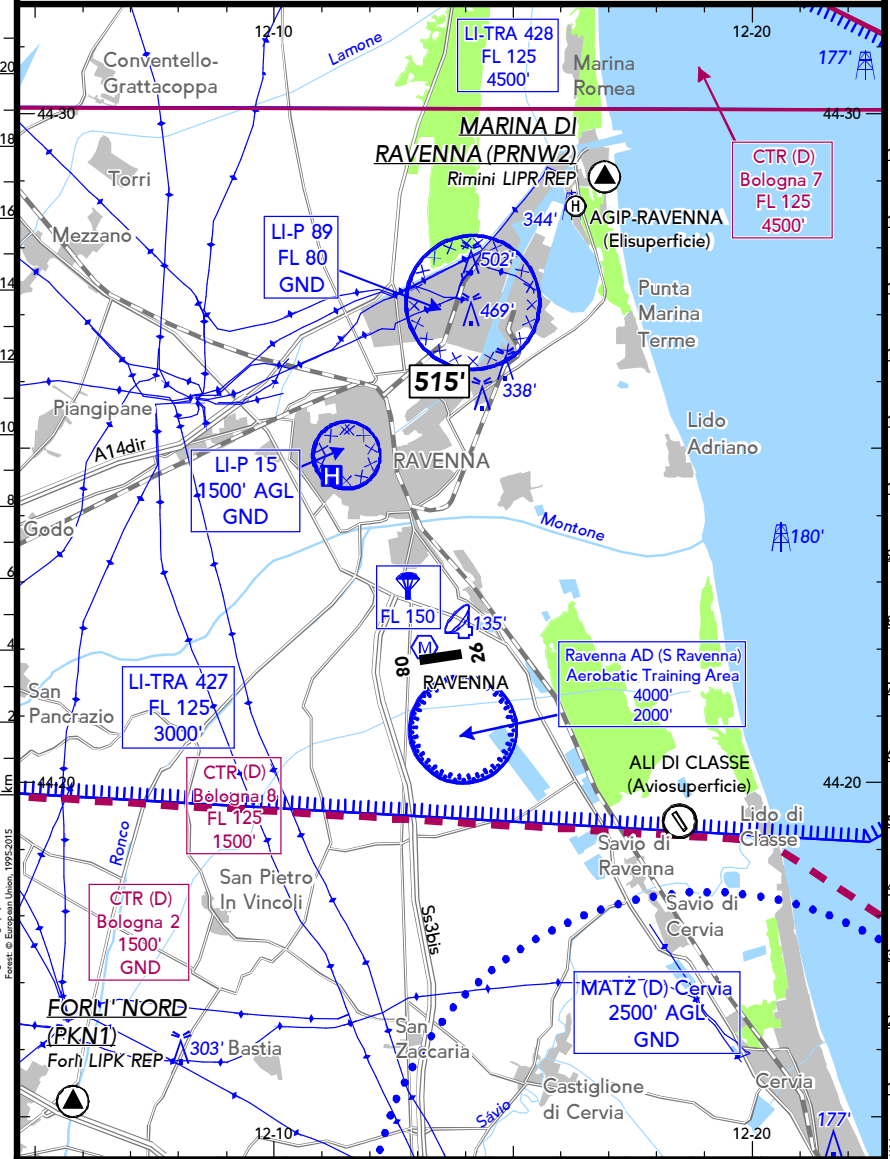 12-10
12-20
LI-TRA 428
FL 125
4500'
Lamone
Conventello-
Grattacoppa
20
Marina
Romea
177'
44-30
44-30
18
MARINA DI
RAVENNA (PRNW2)
Rimini LIPR REP
CTR (D)
Bologna 7
FL 125
4500'
Torri
16
344'
H
AGIP-RAVENNA
(Elisuperficie)
Mezzano
LI-P 89
FL 80
GND
502'
14
469'
Punta
Marina
Terme
12
515'
338'
Piangipane
10
A14dir
Lido
Adriano
LI-P 15
1500' AGL
GND
H
RAVENNA
8
Godo
Montone
180'
6
FL 150
135'
4
M
08
26
RAVENNA
Ravenna AD (S Ravenna)
Aerobatic Training Area
4000'
2000'
San
Pancrazio
2
LI-TRA 427
FL 125
3000'
km
44-20
44-20
CTR (D)
Bologna 8
FL 125
1500'
ALI DI CLASSE
(Aviosuperficie)
Lido di
Classe
Ronco
Savio di
Ravenna
San Pietro
In Vincoli
CTR (D)
Bologna 2
1500'
GND
Ss3bis
Savio di
Cervia
Forest: © European Union, 1995-2015
MATZ (D) Cervia
2500' AGL
GND
FORLI' NORD
(PKN1)
Forlì LIPK REP
303'
Bastia
San
Zaccaria
Castiglione
di Cervia
Cervia
Sávio
177'
12-10
12-20